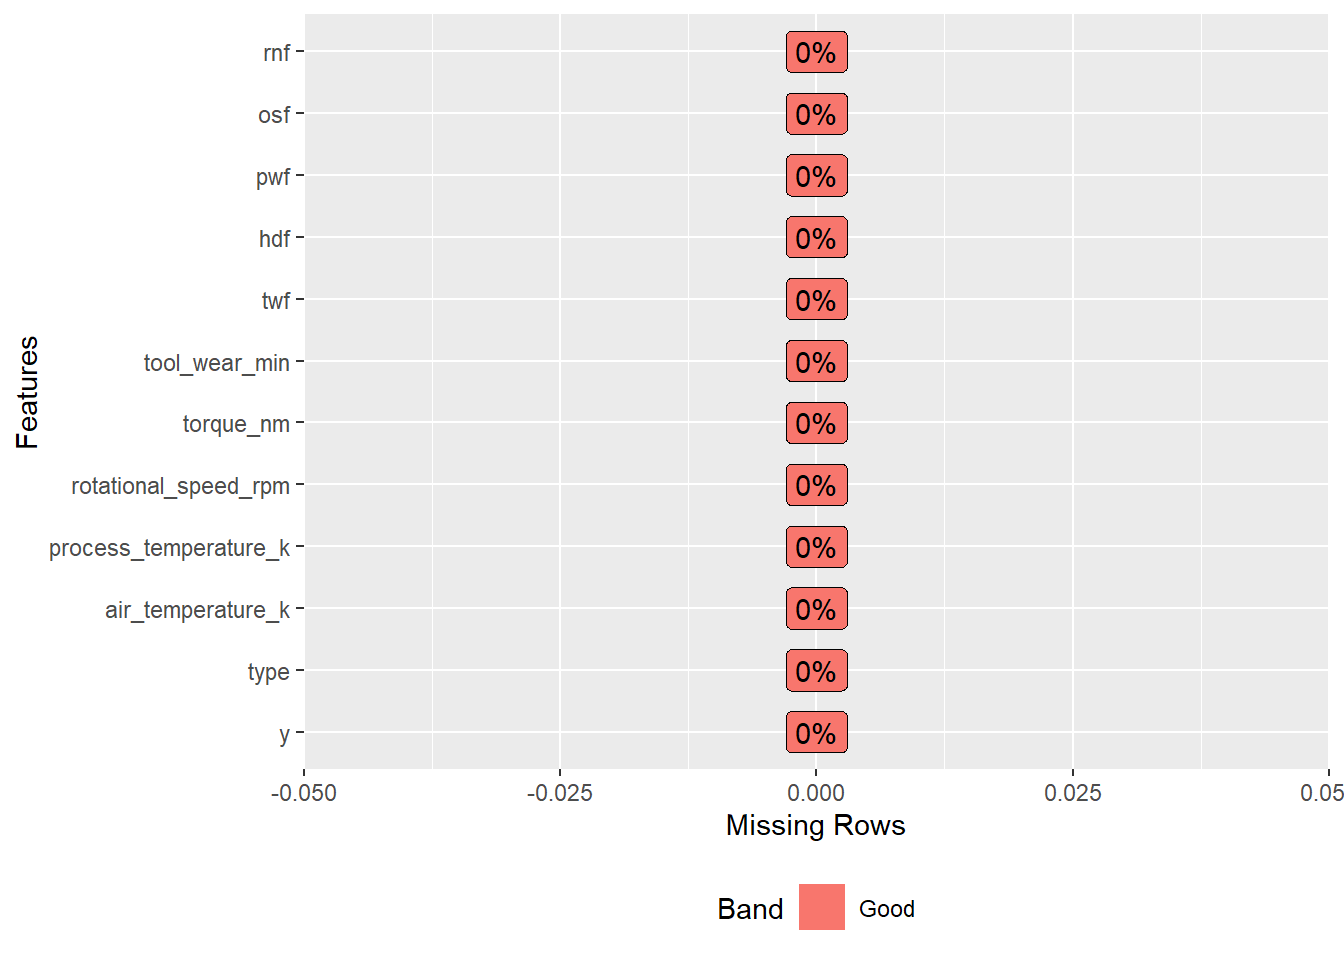 Features
rnf 0%
osf 0%
pwf 0%
hdf 0%
twf 0%
tool_wear_min 0%
torque_nm 0%
rotational_speed_rpm 0%
process_temperature_k 0%
air_temperature_k 0%
type 0%
y 0%
-0.050 -0.025 0.000 0.025 0.05
Missing Rows
Band Good